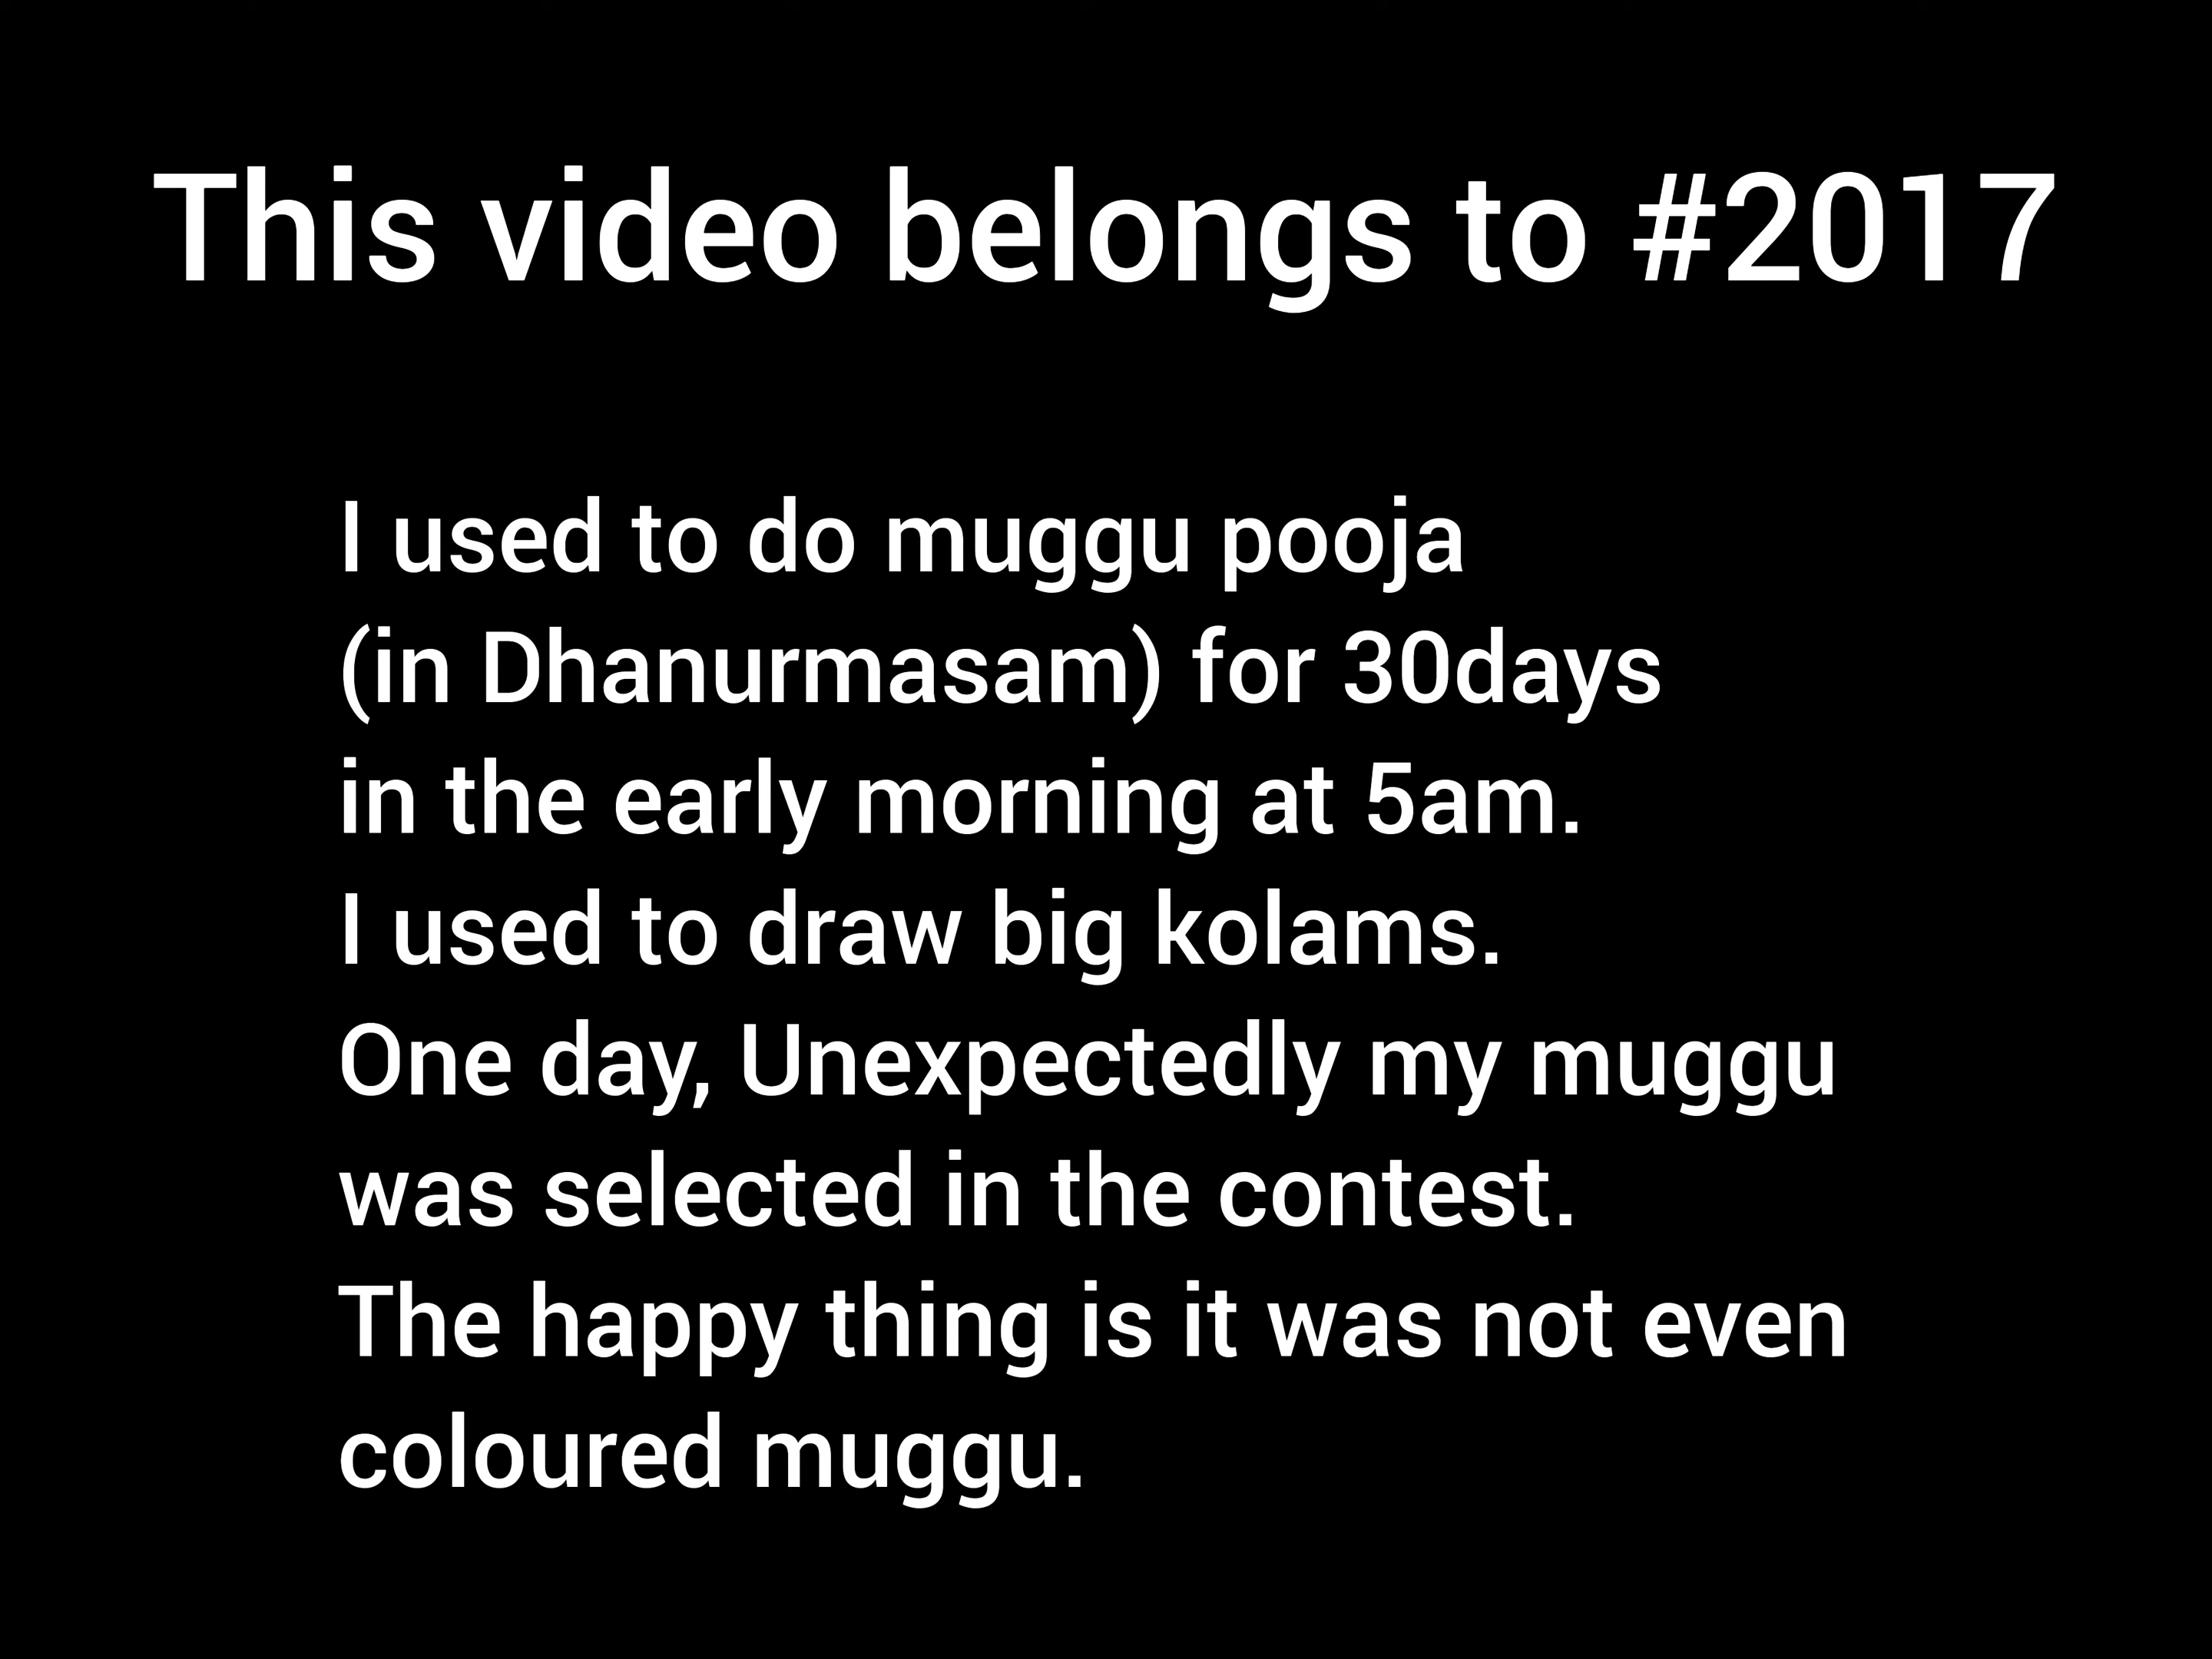 This video belongs to #2017
I used to do muggu pooja
(in Dhanurmasam) for 30days
in the early morning at 5am.
I used to draw big kolams.
One day, Unexpectedly my muggu
was selected in the contest.
The happy thing is it was not even
coloured muggu.